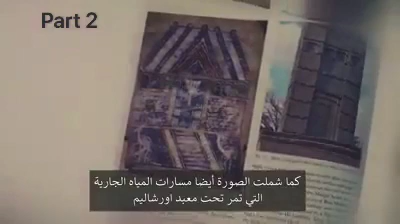 Part 2
كما شملت الصورة أيضا مسارات المياه الجارية
التي تمر تحت معبد اورشاليم